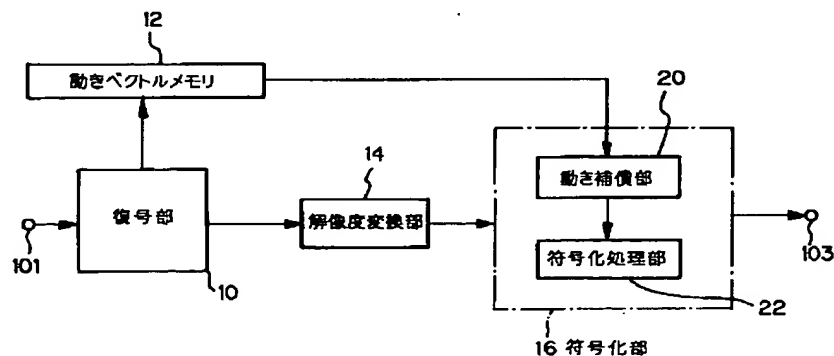 12
動きベクトルメモリ
20
14
動き補償部
復号部
解像度変換部
101
103
符号化処理部
10
22
16 符号化部